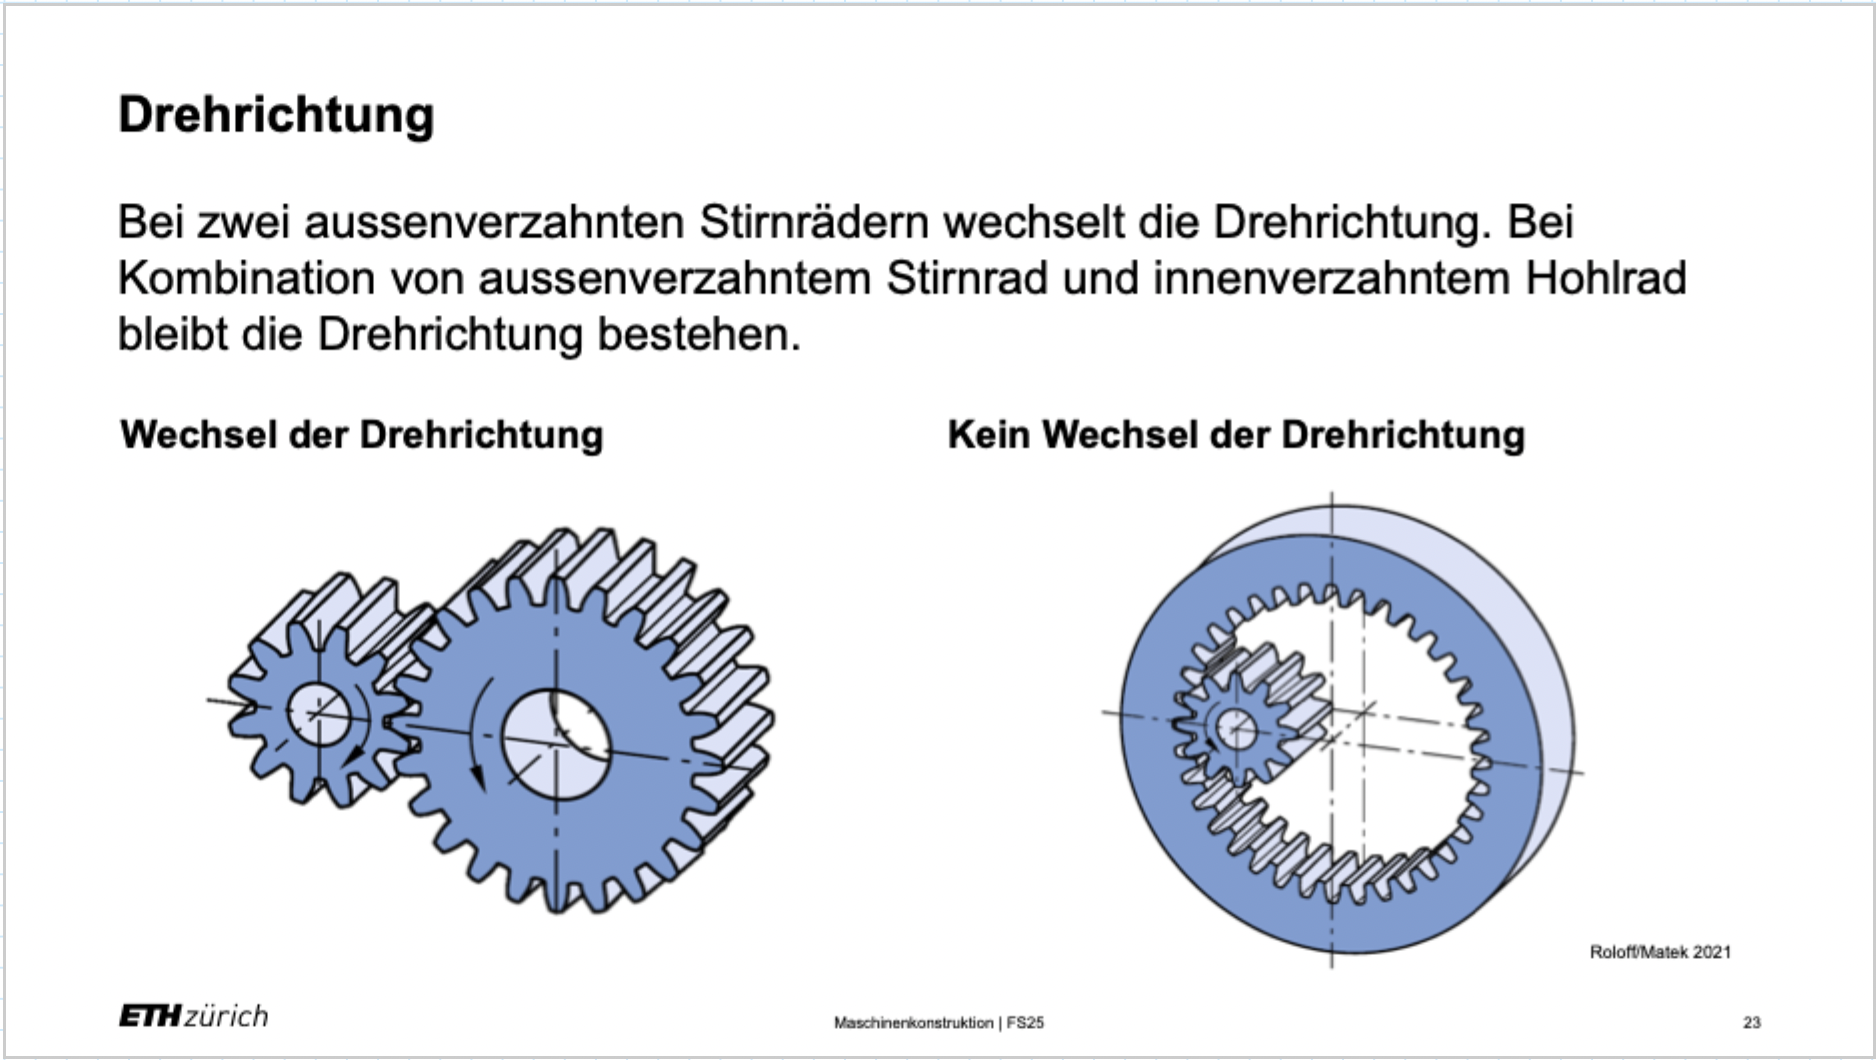 Drehrichtung
Bei zwei aussenverzahnten Stirnrädern wechselt die Drehrichtung. Bei
Kombination von aussenverzahntem Stirnrad und innenverzahntem Hohlrad
bleibt die Drehrichtung bestehen.
Wechsel der Drehrichtung
Kein Wechsel der Drehrichtung
Roloff/Matek 2021
ETH zürich
Maschinenkonstruktion | FS25
23